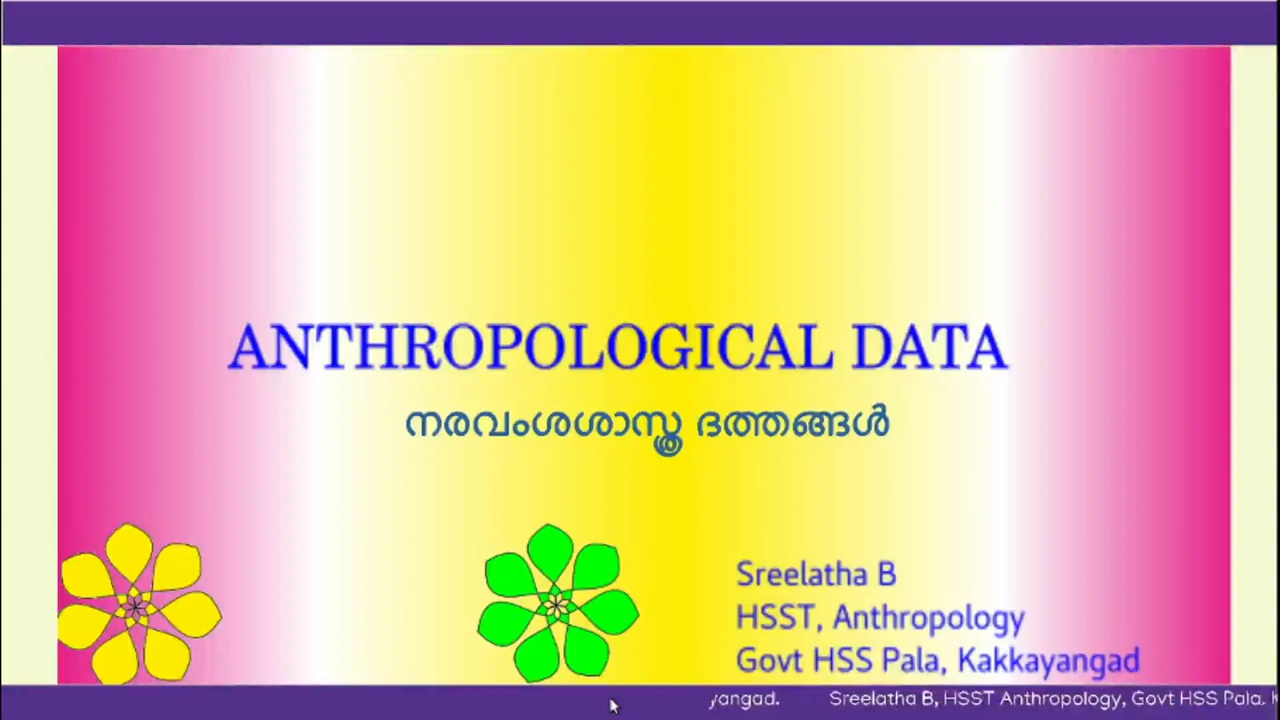 ANTHROPOLOGICAL DATA
നരവംശശാസ്ത്ര ദത്തങ്ങൾ
Sreelatha B
HSST, Anthropology
Govt HSS Pala, Kakkayangad
yangad. Sreelatha B, HSST Anthropology, Govt HSS Pala. K